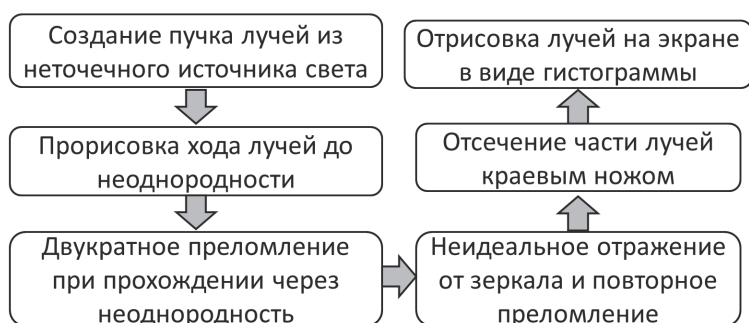 Создание пучка лучей из
неточечного источника света
Прорисовка хода лучей до
неоднородности
Двукратное преломление
при прохождении через
неоднородность
Неидеальное отражение
от зеркала и повторное
преломление
Отсечение части лучей
краевым ножом
Отрисовка лучей на экране
в виде гистограммы